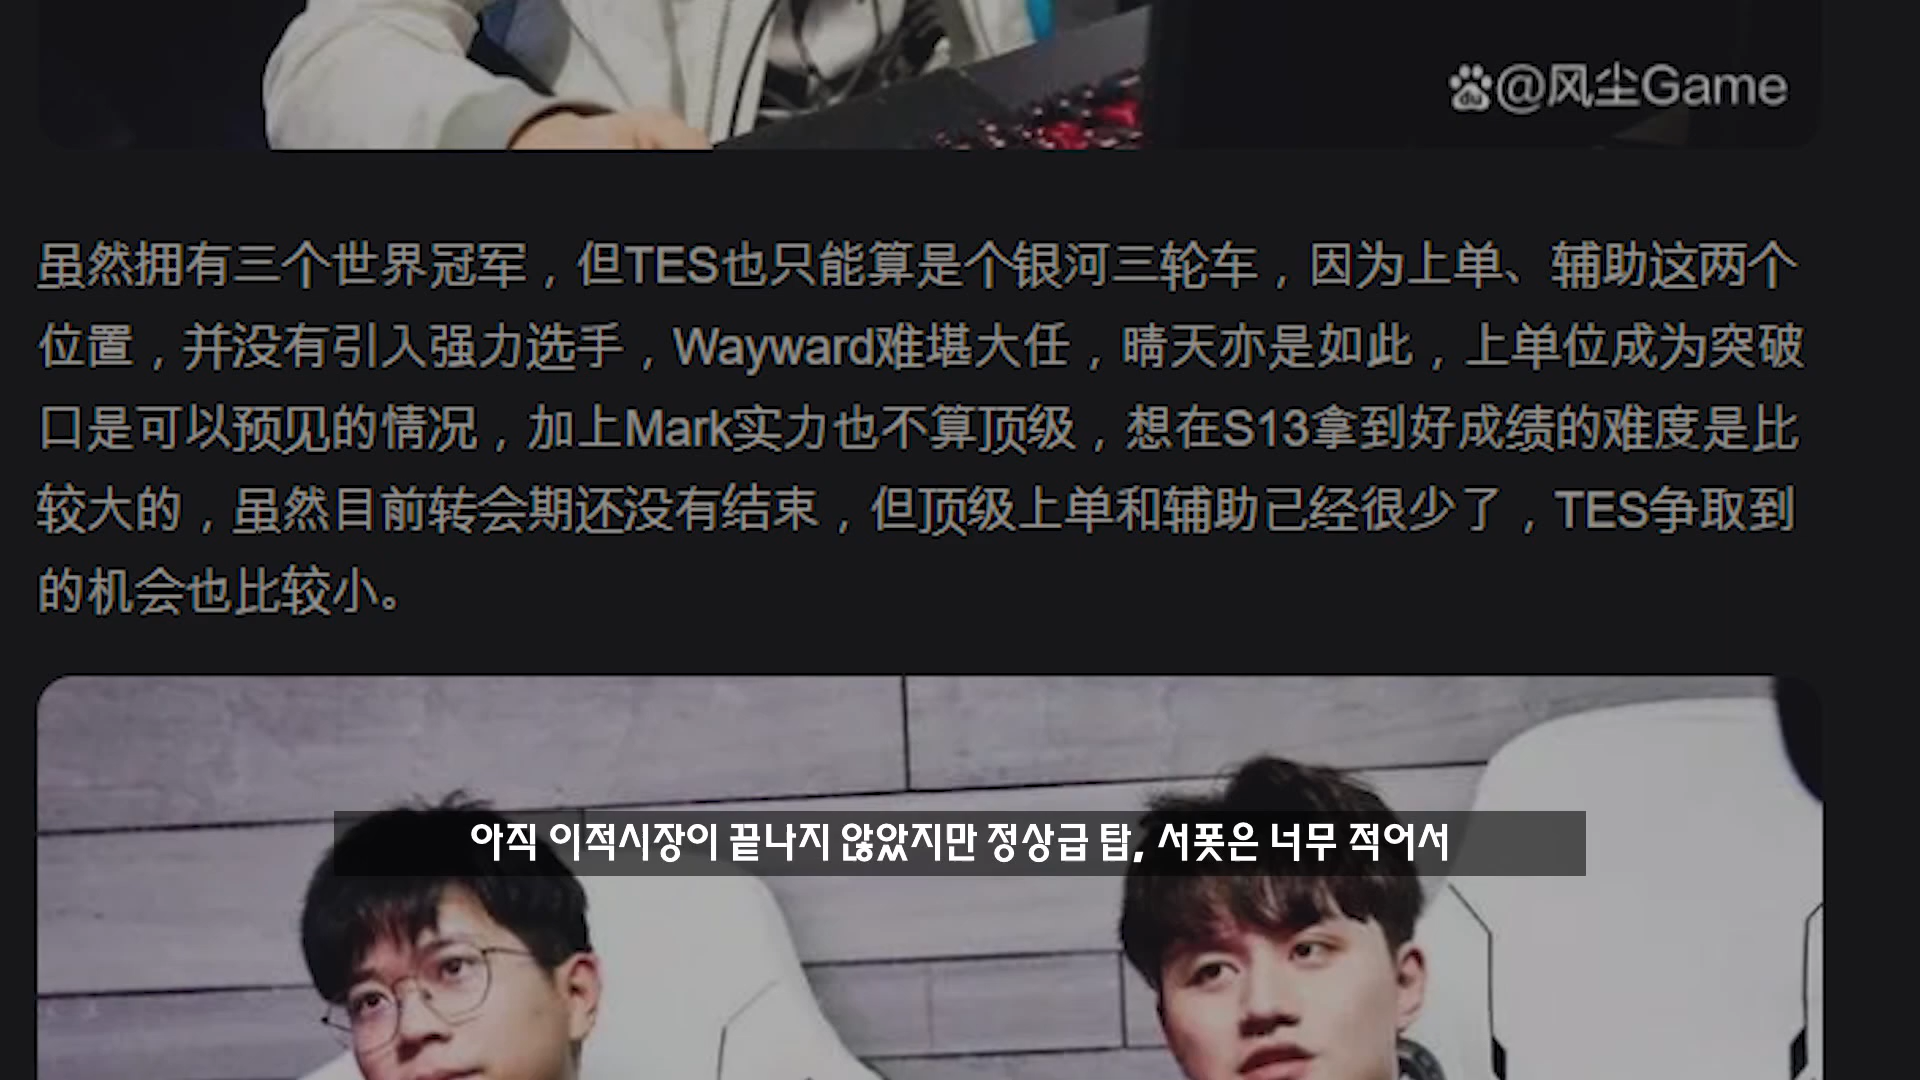 du @风尘Game
虽然拥有三个世界冠军，但TES也只能算是个银河三轮车，因为上单、辅助这两个
位置，并没有引入强力选手，Wayward难堪大任，晴天亦是如此，上单位成为突破
口是可以预见的情况，加上Mark实力也不算顶级，想在S13拿到好成绩的难度是比
较大的，虽然目前转会期还没有结束，但顶级上单和辅助已经很少了，TES争取到
的机会也比较小。
아직 이적시장이 끝나지 않았지만 정상급 탑, 서폿은 너무 적어서